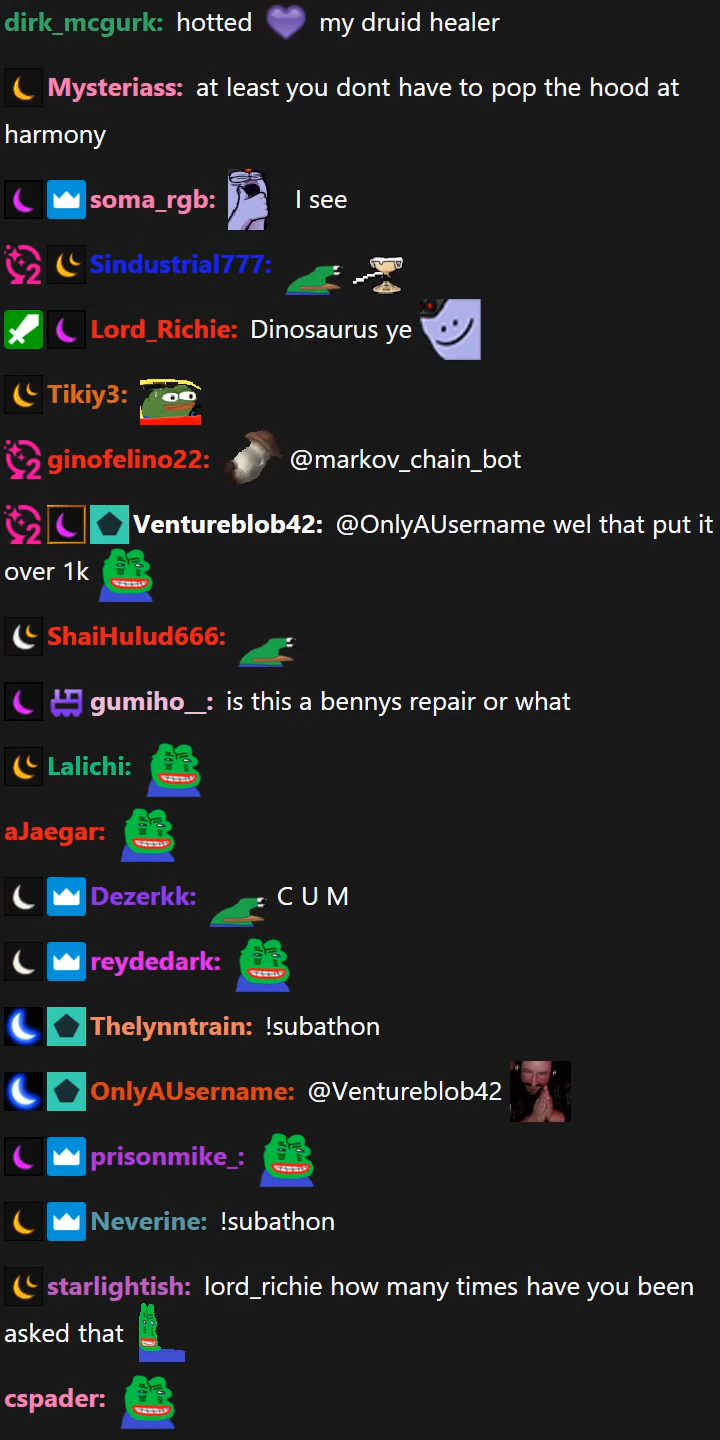 dirk_mcgurk: hotted my druid healer
Mysteriass: at least you dont have to pop the hood at
harmony
soma_rgb: I see
2 Sindustrial777:
Lord_Richie: Dinosaurus ye
Tikiy3:
2 ginofelino22: @markov_chain_bot
2 Ventureblob42: @OnlyAUsername wel that put it
over 1k
ShaiHulud666:
gumiho__: is this a bennys repair or what
Lalichi:
aJaegar:
Dezerkk: C U M
reydedark:
Thelynntrain: !subathon
OnlyAUsername: @Ventureblob42
prisonmike_:
Neverine: !subathon
starlightish: lord_richie how many times have you been
asked that
cspader: